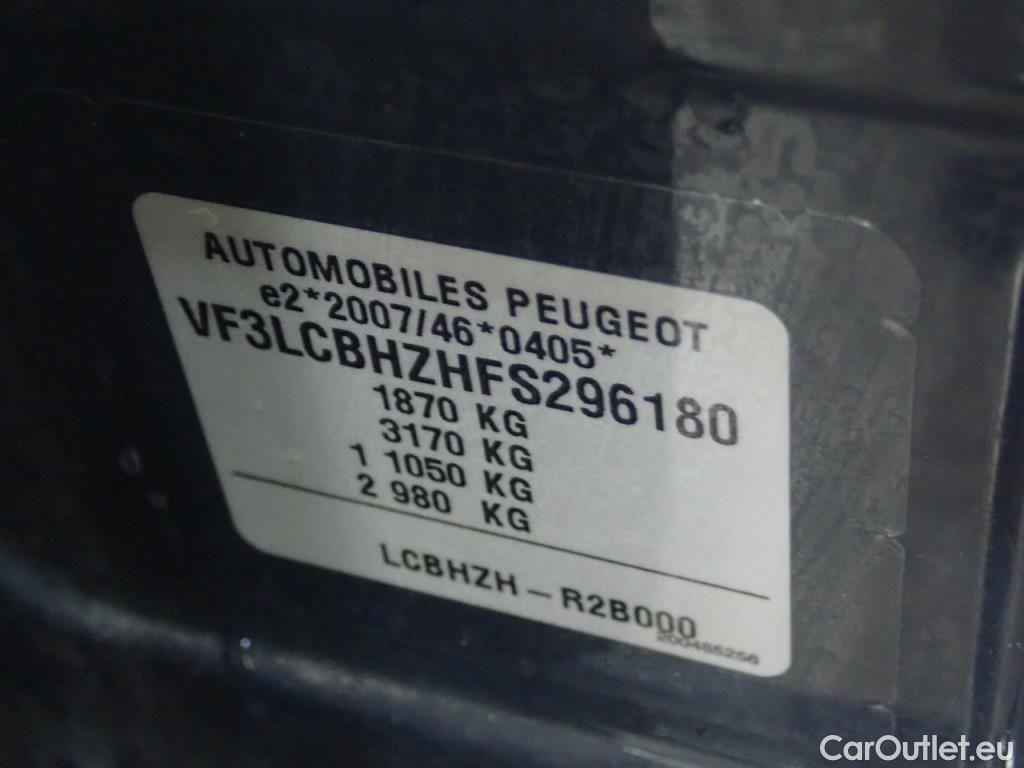 AUTOMOBILES PEUGEOT
e2*2007/46*0405*
VF3LCBHZHFS296180
1870 KG
3170 KG
1 1050 KG
2 980 KG
LCBHZH – R2B000
200485256
CarOutlet.eu